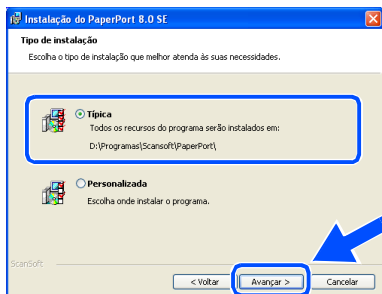 Instalação do PaperPort 8.0 SE
Tipo de instalação
Escolha o tipo de instalação que melhor atenda às suas necessidades.
Típica
Todos os recursos do programa serão instalados em:
D:\Programas\Scansoft\PaperPort\
Personalizada
Escolha onde instalar o programa.
ScanSoft
< Voltar
Avançar >
Cancelar